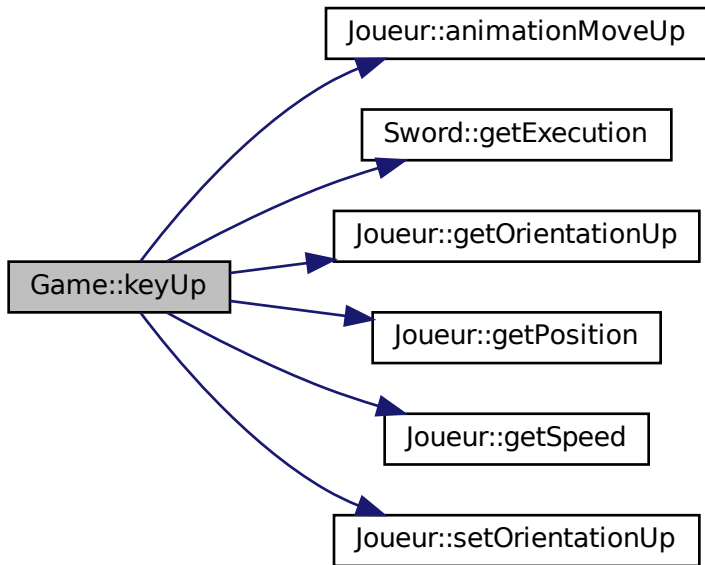 Joueur::animationMoveUp
Sword::getExecution
Joueur::getOrientationUp
Game::keyUp
Joueur::getPosition
Joueur::getSpeed
Joueur::setOrientationUp